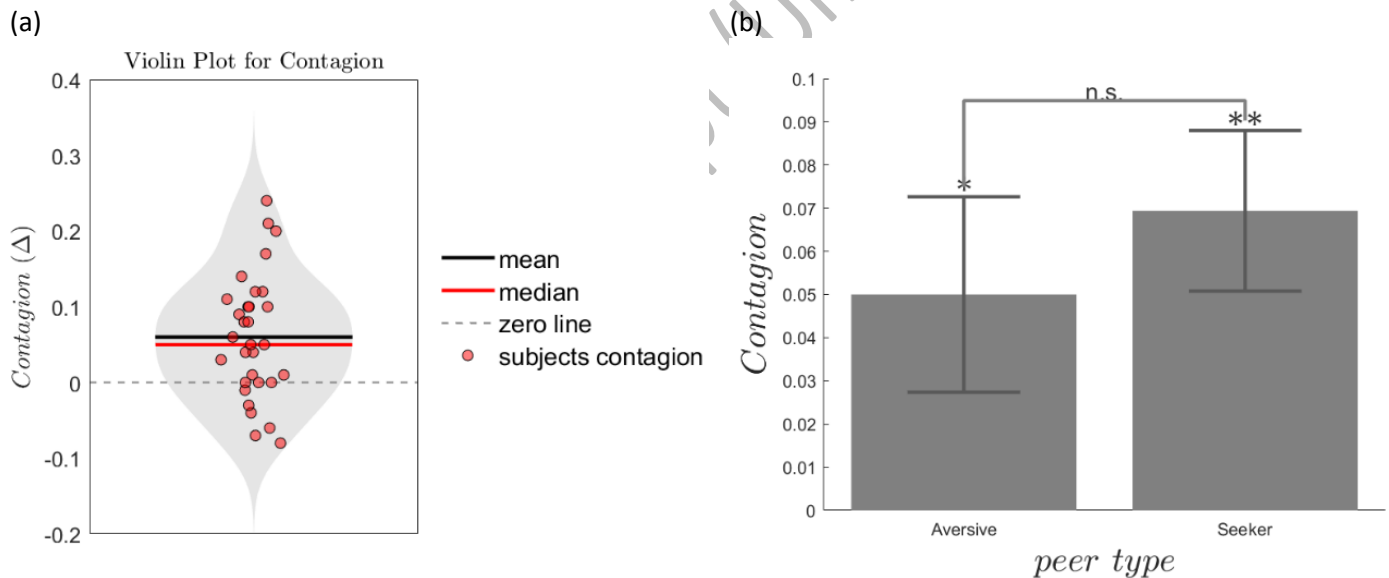 (a)
Violin Plot for Contagion
0.4
0.3
0.2
0.1
0
-0.1
-0.2
Contagion (Δ)
mean
median
zero line
subjects contagion
(b)
0.1
0.09
0.08
0.07
0.06
0.05
0.04
0.03
0.02
0.01
0
Contagion
n.s.
*
**
Aversive
Seeker
peer type